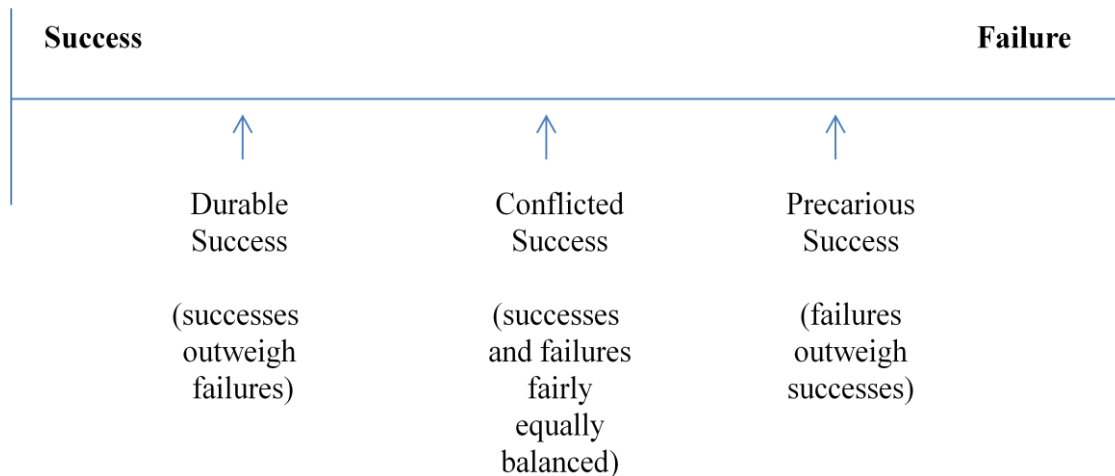 Success
Failure
Durable
Success
(successes
outweigh
failures)
Conflicted
Success
(successes
and failures
fairly
equally
balanced)
Precarious
Success
(failures
outweigh
successes)